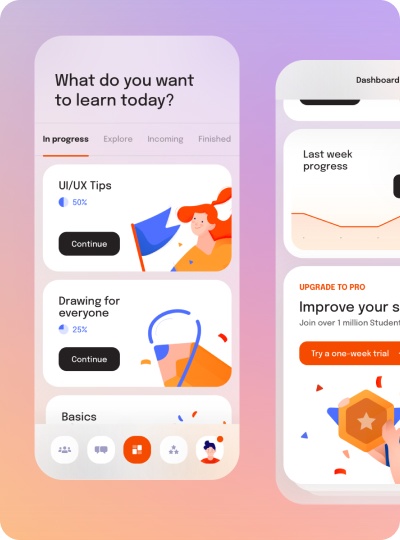 What do you want
to learn today?
In progress
Explore
Incoming
Finished
UI/UX Tips
50%
Continue
Drawing for
everyone
25%
Continue
Basics
Dashboard
Last week
progress
UPGRADE TO PRO
Improve your s
Join over 1 million Student
Try a one-week trial